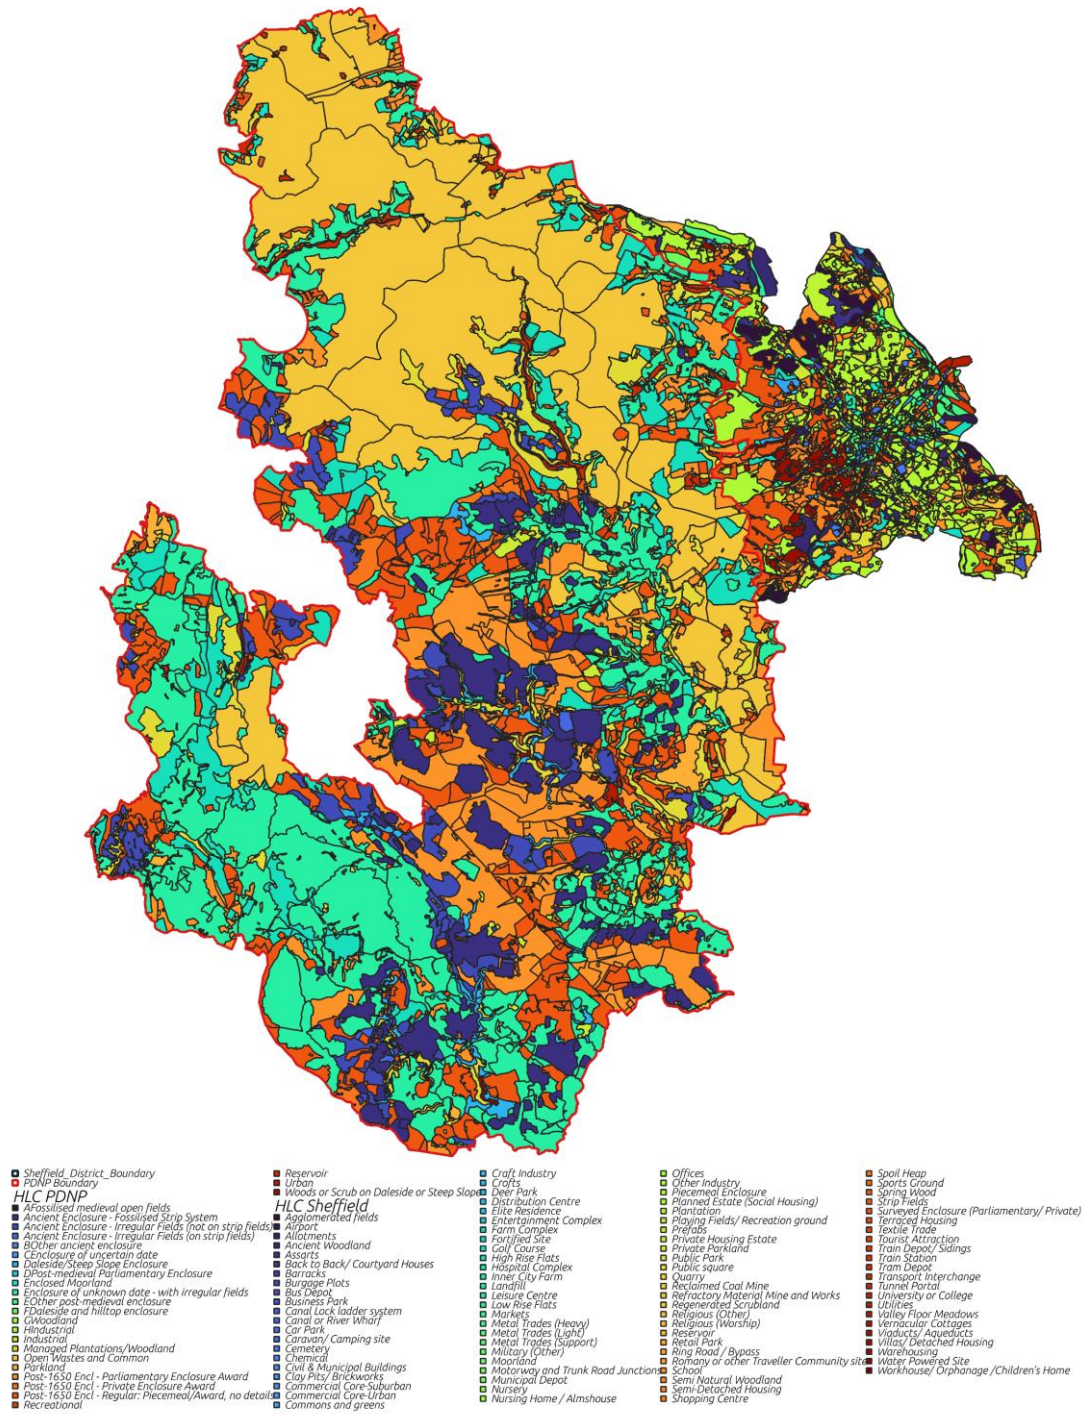 Sheffield_District_Boundary
PDNP Boundary
HLC PDNP
AFossilised medieval open fields
Ancient Enclosure - Fossilised Strip System
Ancient Enclosure - Irregular Fields (not on strip fields)
Ancient Enclosure - Irregular Fields (on strip fields)
BOther ancient enclosure
CEnclosure of uncertain date
Daleside/Steep Slope Enclosure
DPost-medieval Parliamentary Enclosure
Enclosed Moorland
Enclosure of unknown date - with irregular fields
EOther post-medieval enclosure
FDaleside and hilltop enclosure
GWoodland
HIndustrial
Industrial
Managed Plantations/Woodland
Open Wastes and Common
Parkland
Post-1650 Encl - Parliamentary Enclosure Award
Post-1650 Encl - Private Enclosure Award
Post-1650 Encl - Regular: Piecemeal/Award, no details
Recreational
Reservoir
Urban
Woods or Scrub on Daleside or Steep Slope
HLC Sheffield
Agglomerated fields
Airport
Allotments
Ancient Woodland
Assarts
Back to Back/ Courtyard Houses
Barracks
Burgage Plots
Bus Depot
Business Park
Canal Lock ladder system
Canal or River Wharf
Car Park
Caravan/ Camping site
Cemetery
Chemical
Civil & Municipal Buildings
Clay Pits/ Brickworks
Commercial Core-Suburban
Commercial Core-Urban
Commons and greens
Craft Industry
Crofts
Deer Park
Distribution Centre
Elite Residence
Entertainment Complex
Farm Complex
Fortified Site
Golf Course
High Rise Flats
Hospital Complex
Inner City Farm
Landfill
Leisure Centre
Low Rise Flats
Markets
Metal Trades (Heavy)
Metal Trades (Light)
Metal Trades (Support)
Military (Other)
Moorland
Motorway and Trunk Road Junctions
Municipal Depot
Nursery
Nursing Home / Almshouse
Offices
Other Industry
Piecemeal Enclosure
Planned Estate (Social Housing)
Plantation
Playing Fields/ Recreation ground
Prefabs
Private Housing Estate
Private Parkland
Public Park
Public square
Quarry
Reclaimed Coal Mine
Refractory Material Mine and Works
Regenerated Scrubland
Religious (Other)
Religious (Worship)
Reservoir
Retail Park
Ring Road / Bypass
Romany or other Traveller Community site
School
Semi Natural Woodland
Semi-Detached Housing
Shopping Centre
Spoil Heap
Sports Ground
Spring Wood
Strip Fields
Surveyed Enclosure (Parliamentary/ Private)
Terraced Housing
Textile Trade
Tourist Attraction
Train Depot/ Sidings
Train Station
Tram Depot
Transport Interchange
Tunnel Portal
University or College
Utilities
Valley Floor Meadows
Vernacular Cottages
Viaducts/ Aqueducts
Villas/ Detached Housing
Warehousing
Water Powered Site
Workhouse/ Orphanage /Children's Home